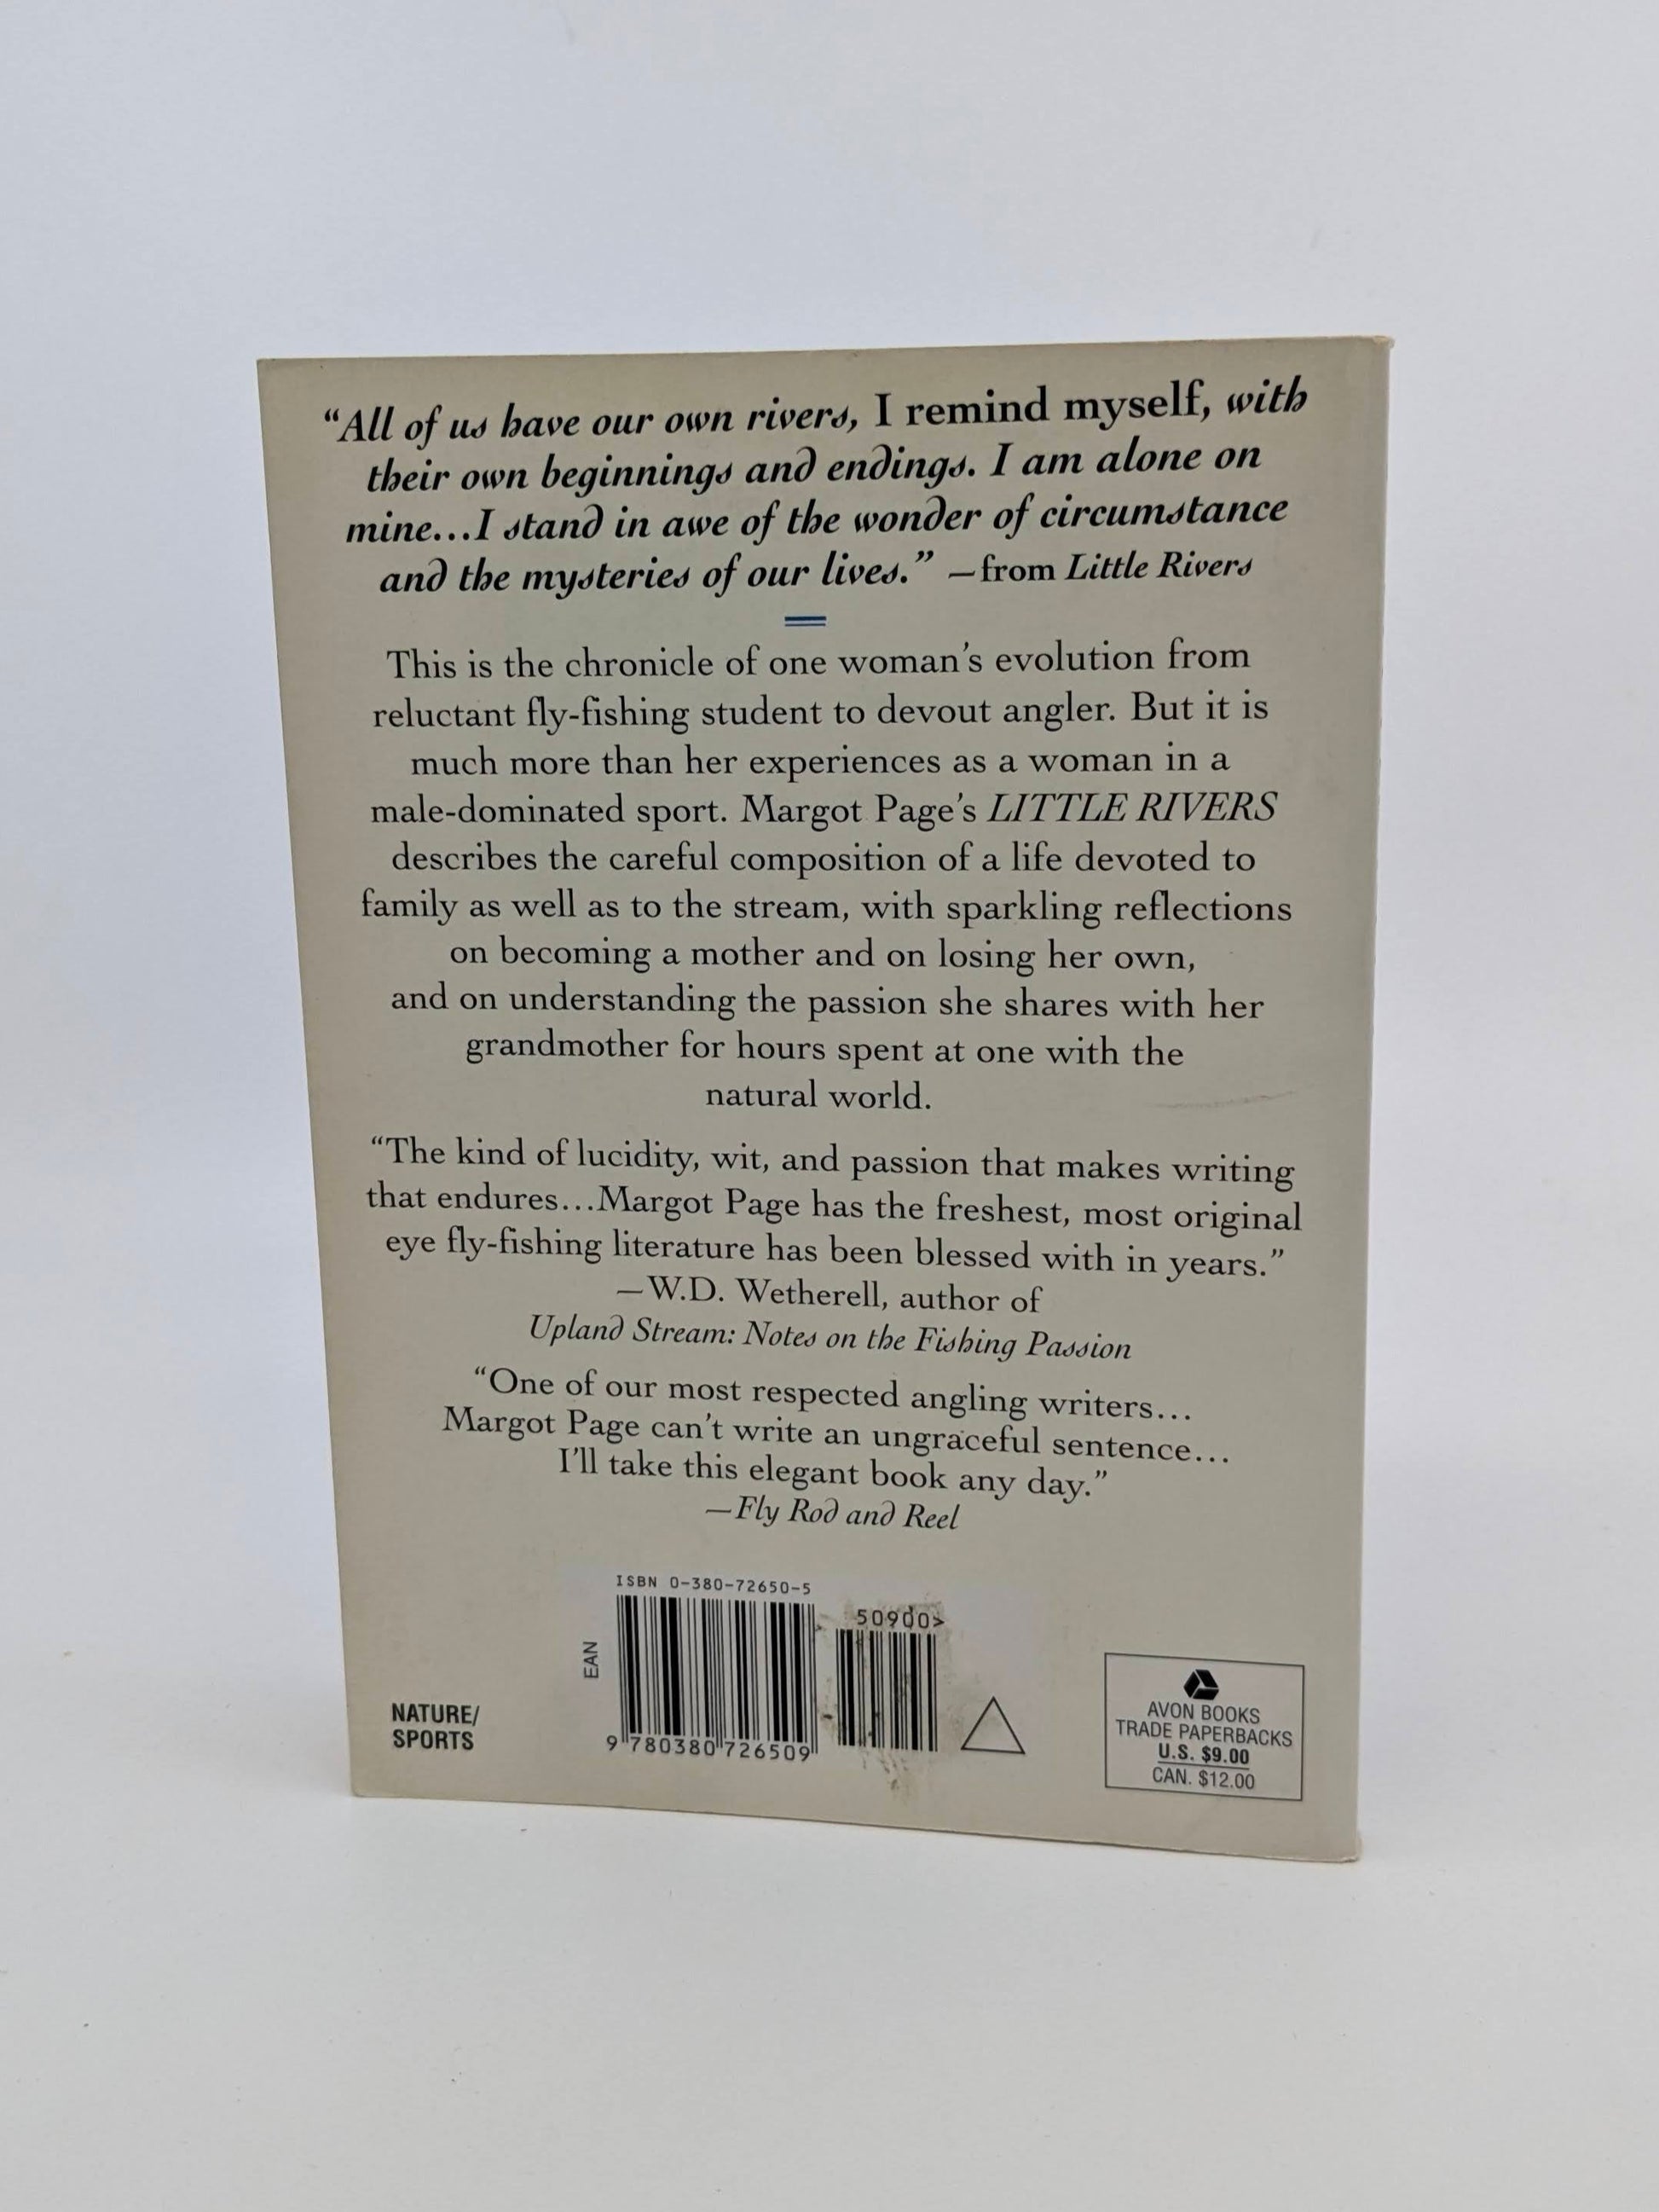 “All of us have our own rivers, I remind myself, with
their own beginnings and endings. I am alone on
mine...I stand in awe of the wonder of circumstance
and the mysteries of our lives.” —from Little Rivers
This is the chronicle of one woman’s evolution from
reluctant fly-fishing student to devout angler. But it is
much more than her experiences as a woman in a
male-dominated sport. Margot Page’s LITTLE RIVERS
describes the careful composition of a life devoted to
family as well as to the stream, with sparkling reflections
on becoming a mother and on losing her own,
and on understanding the passion she shares with her
grandmother for hours spent at one with the
natural world.
“The kind of lucidity, wit, and passion that makes writing
that endures...Margot Page has the freshest, most original
eye fly-fishing literature has been blessed with in years.”
—W.D. Wetherell, author of
Upland Stream: Notes on the Fishing Passion
“One of our most respected angling writers...
Margot Page can’t write an ungraceful sentence...
I’ll take this elegant book any day.”
—Fly Rod and Reel
ISBN 0-380-72650-5
50900>
EAN
9 780380 726509
NATURE/
SPORTS
AVON BOOKS
TRADE PAPERBACKS
U.S. $9.00
CAN. $12.00